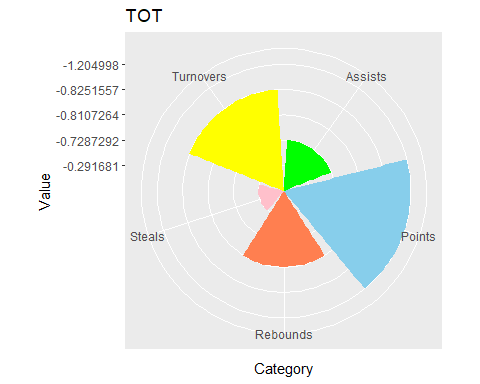 TOT
-1.204998
-0.8251557
-0.8107264
-0.7287292
-0.291681
Value
Turnovers
Assists
Steals
Points
Rebounds
Category